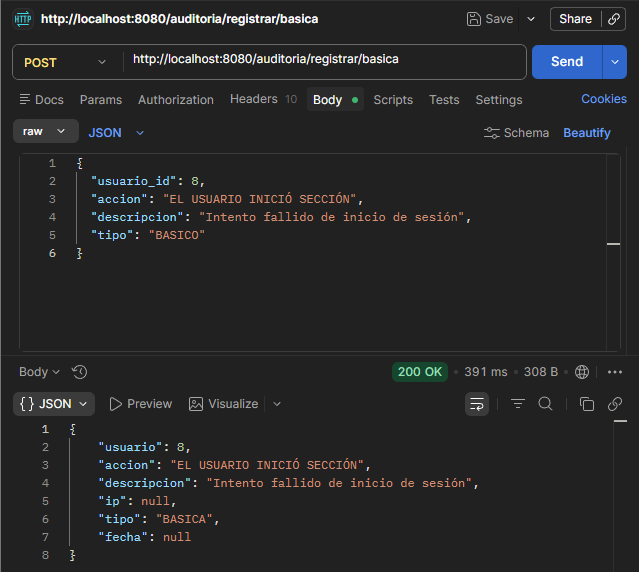 HTTP http://localhost:8080/auditoria/registrar/basica Save Share
POST http://localhost:8080/auditoria/registrar/basica Send
Docs Params Authorization Headers 10 Body Scripts Tests Settings Cookies
raw JSON Schema Beautify
1 {
2 "usuario_id": 8,
3 "accion": "EL USUARIO INICIÓ SECCIÓN",
4 "descripcion": "Intento fallido de inicio de sesión",
5 "tipo": "BASICO"
6 }
Body 200 OK • 391 ms • 308 B •
{} JSON Preview Visualize
1 {
2 "usuario": 8,
3 "accion": "EL USUARIO INICIÓ SECCIÓN",
4 "descripcion": "Intento fallido de inicio de sesión",
5 "ip": null,
6 "tipo": "BASICA",
7 "fecha": null
8 }